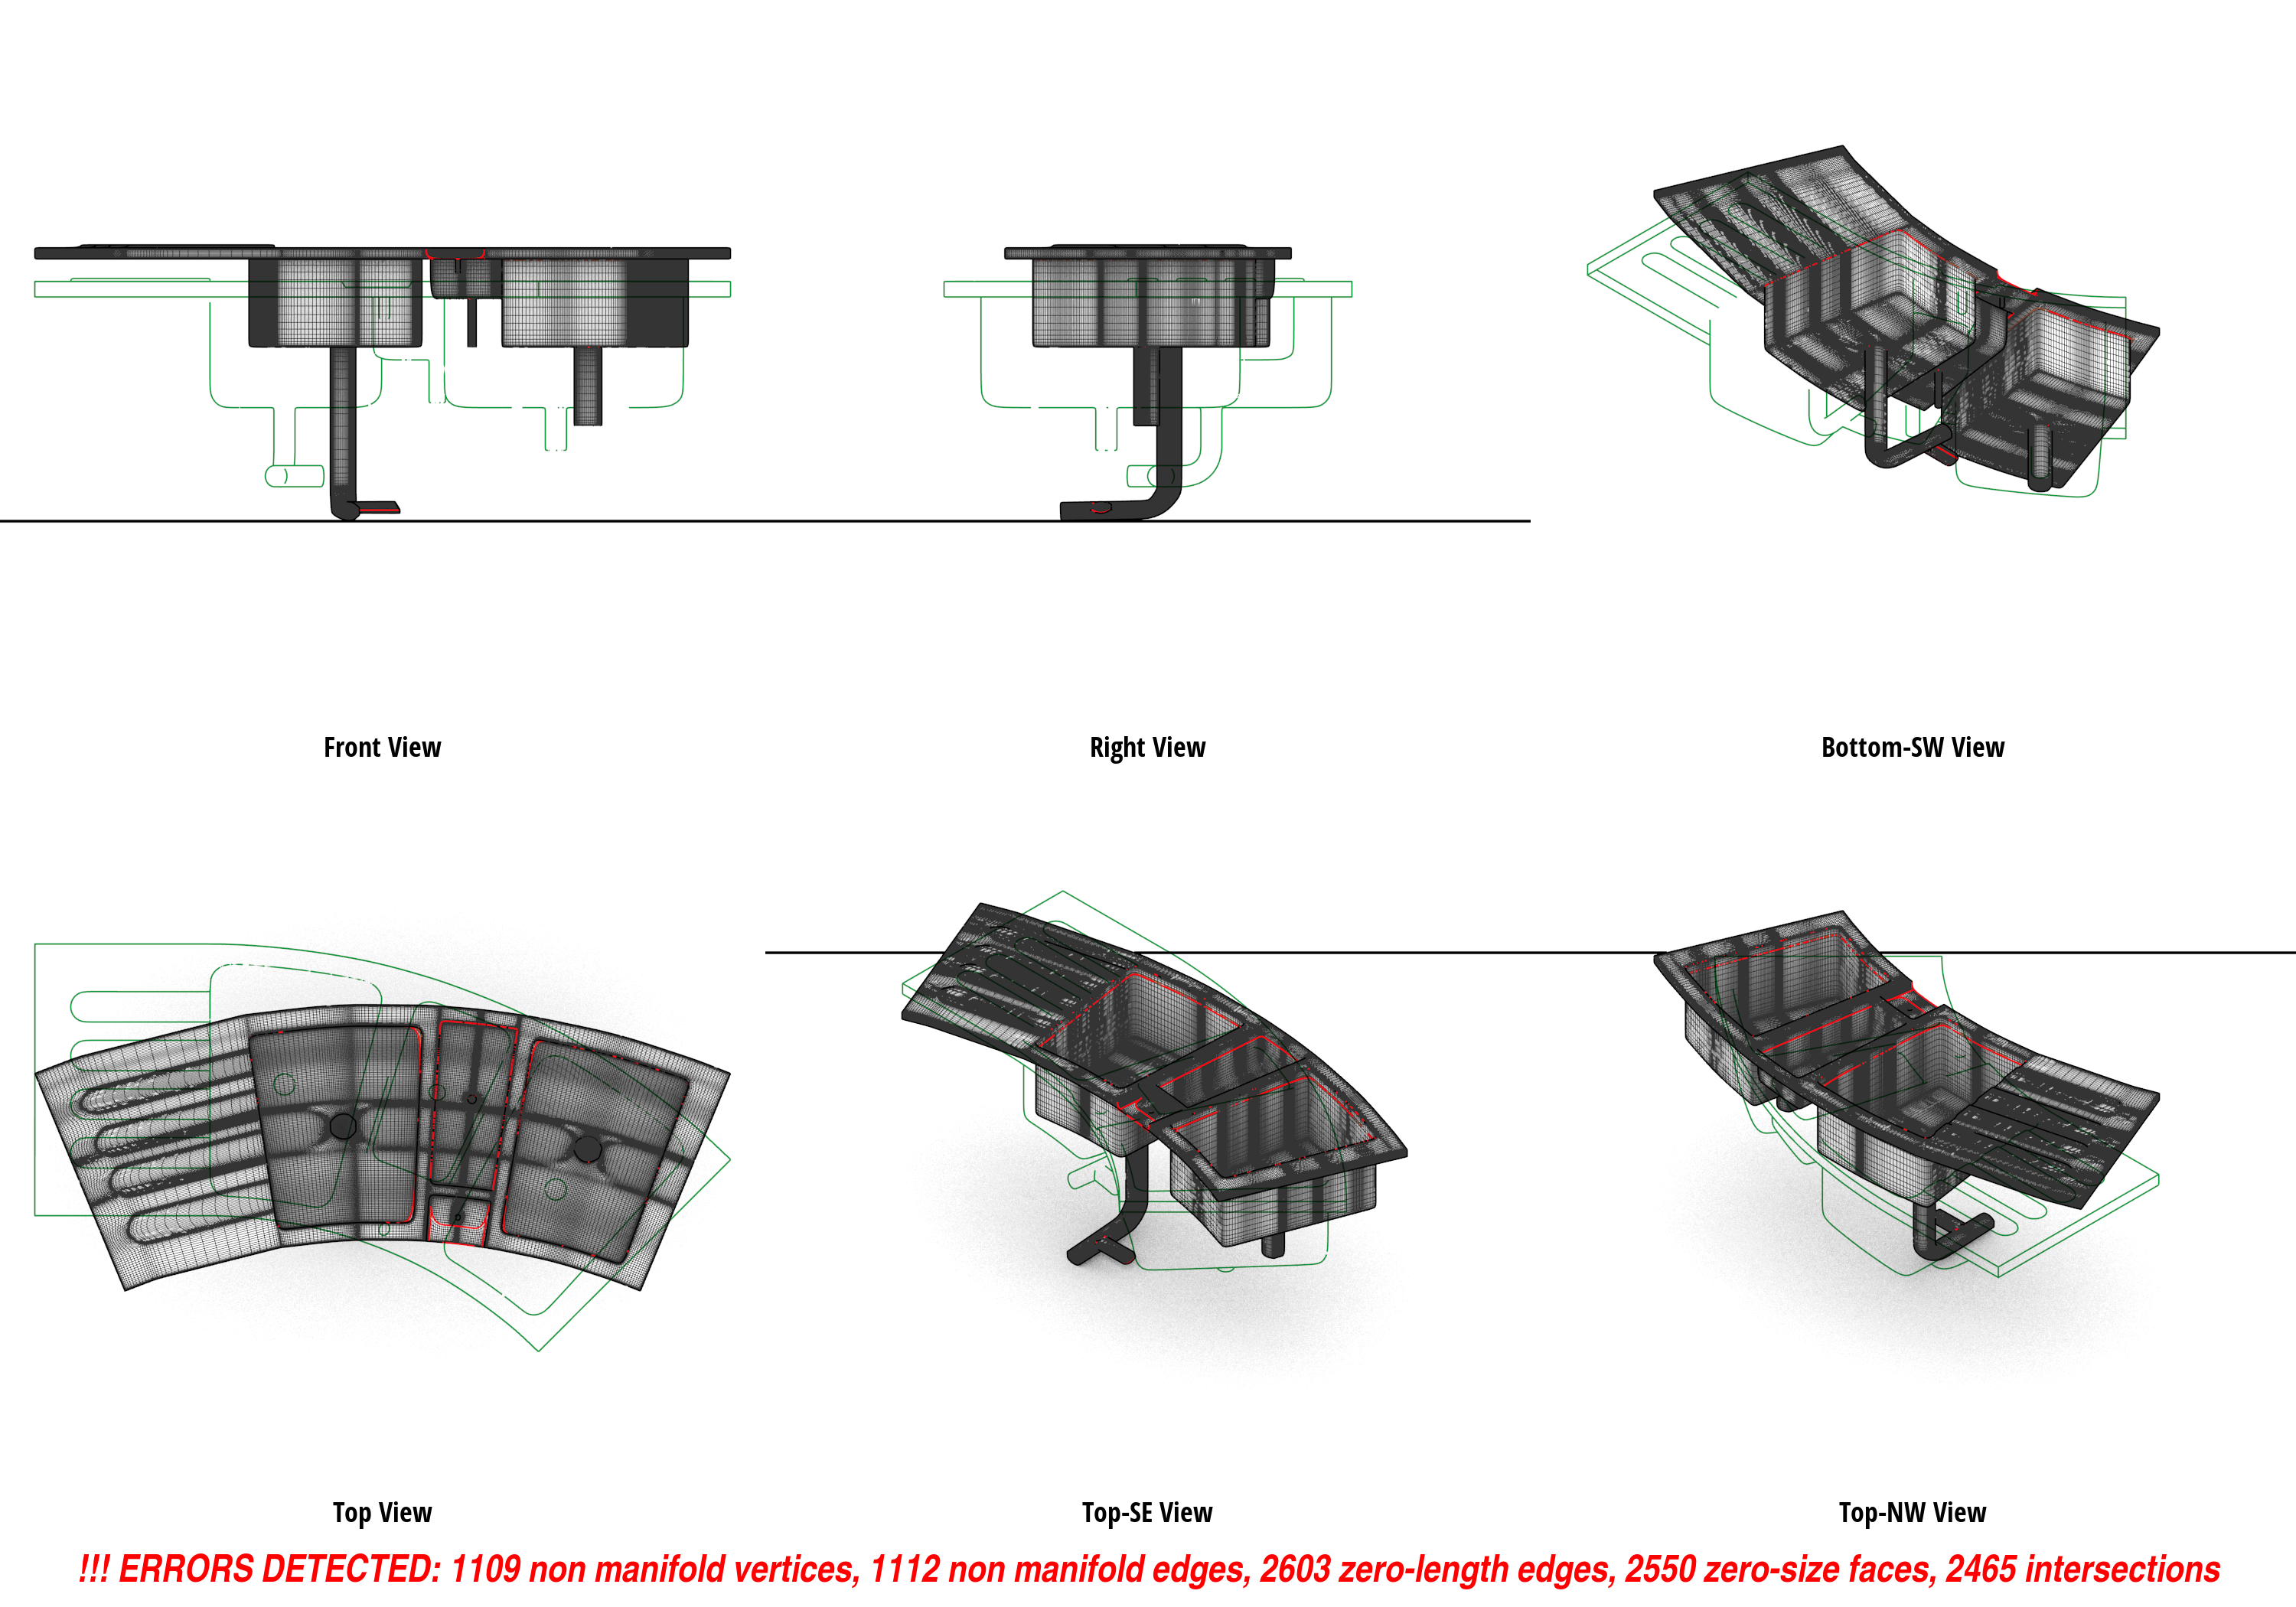 Front View
Right View
Bottom-SW View
Top View
Top-SE View
Top-NW View
!!! ERRORS DETECTED: 1109 non manifold vertices, 1112 non manifold edges, 2603 zero-length edges, 2550 zero-size faces, 2465 intersections